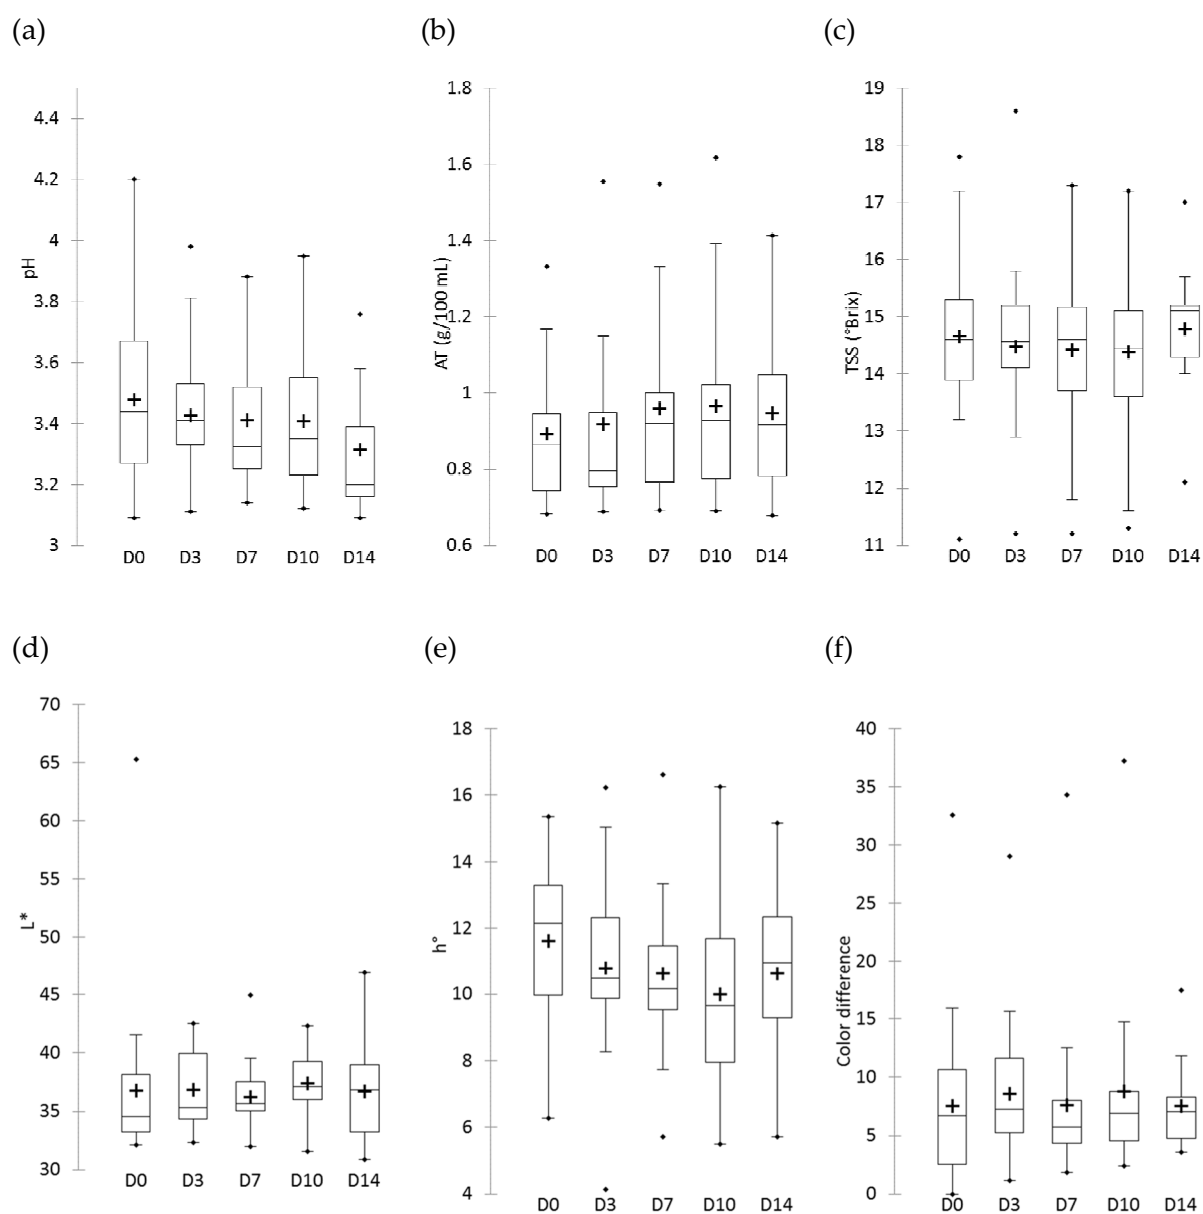 (a)
(b)
(c)
4.4
4.2
4
3.8
3.6
3.4
3.2
3
pH
D0 D3 D7 D10 D14
1.8
1.6
1.4
1.2
1
0.8
0.6
AT (g/100 mL)
D0 D3 D7 D10 D14
19
18
17
16
15
14
13
12
11
TSS (°Brix)
D0 D3 D7 D10 D14
(d)
(e)
(f)
70
65
60
55
50
45
40
35
30
L*
D0 D3 D7 D10 D14
18
16
14
12
10
8
6
4
h°
D0 D3 D7 D10 D14
40
35
30
25
20
15
10
5
0
Color difference
D0 D3 D7 D10 D14